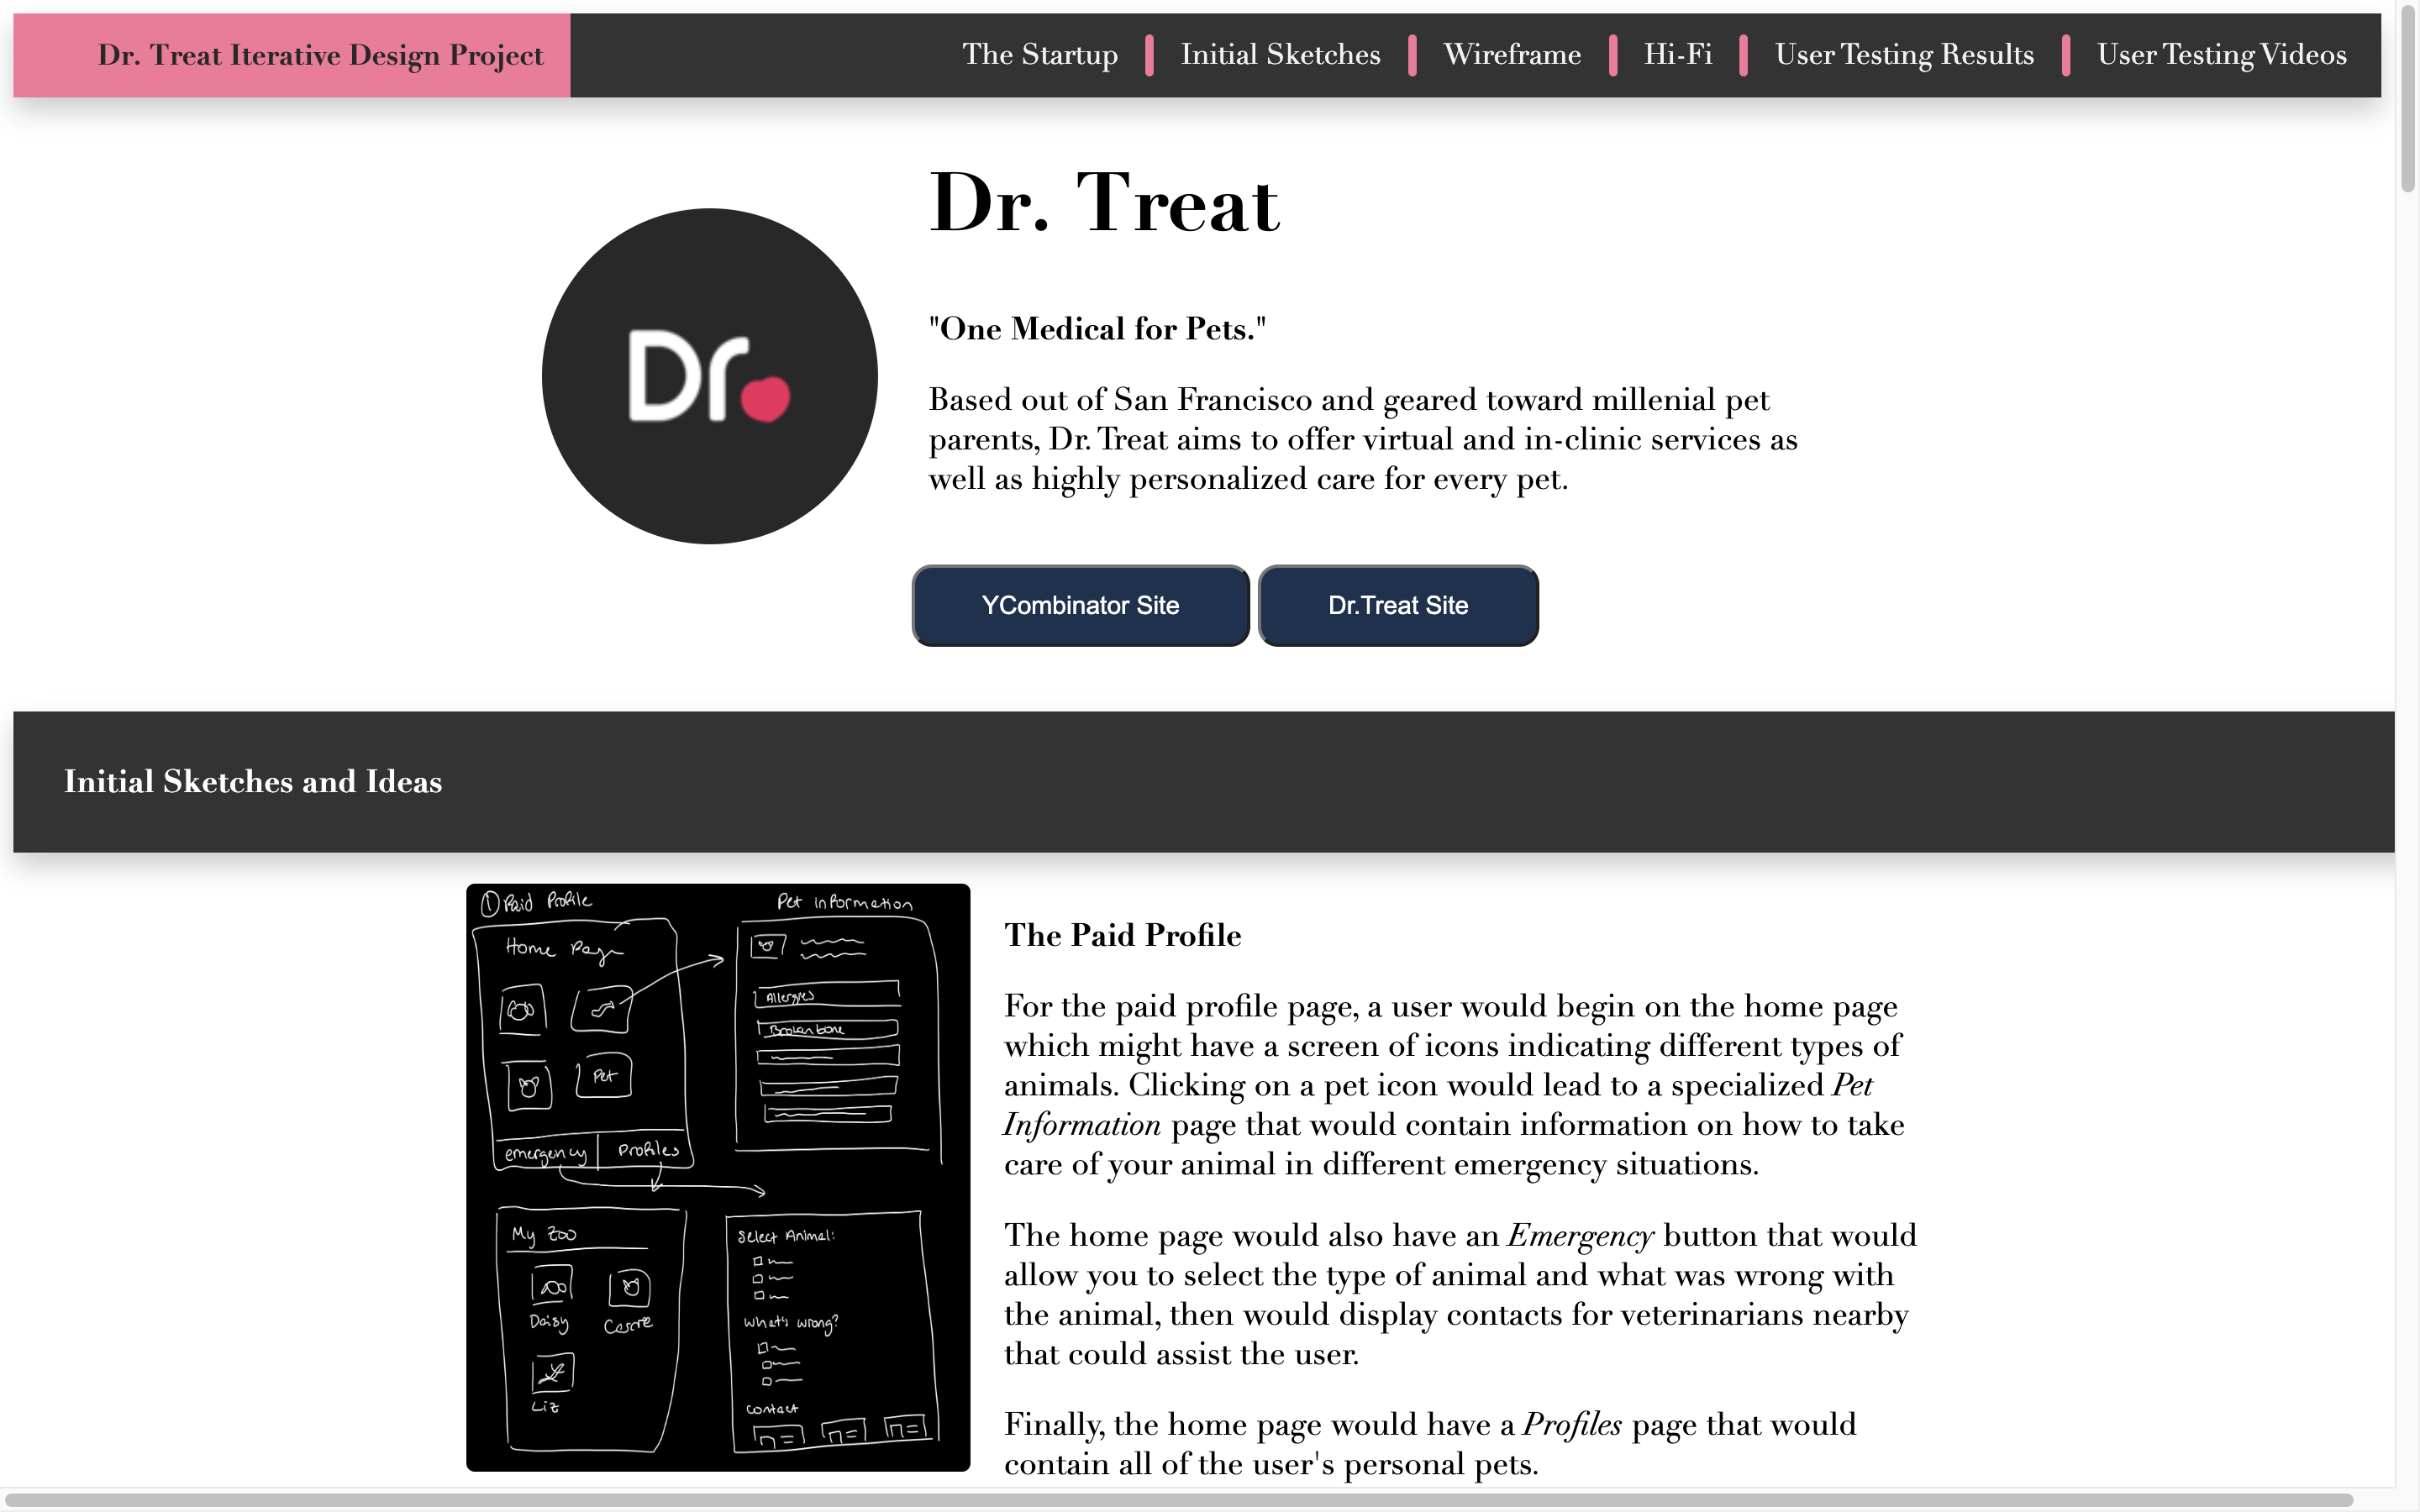 Dr. Treat Iterative Design Project
The Startup
Initial Sketches
Wireframe
Hi-Fi
User Testing Results
User Testing Videos
Dr. Treat
Dr.
"One Medical for Pets."
Based out of San Francisco and geared toward millenial pet
parents, Dr. Treat aims to offer virtual and in-clinic services as
well as highly personalized care for every pet.
YCombinator Site
Dr.Treat Site
Initial Sketches and Ideas
① Paid Profile
Pet information
Home Page
Allergies
Broken bone
Pet
emergency
Profiles
My Zoo
Daisy
Liz
Select Animal:
What's wrong?
Contact
The Paid Profile
For the paid profile page, a user would begin on the home page
which might have a screen of icons indicating different types of
animals. Clicking on a pet icon would lead to a specialized Pet
Information page that would contain information on how to take
care of your animal in different emergency situations.
The home page would also have an Emergency button that would
allow you to select the type of animal and what was wrong with
the animal, then would display contacts for veterinarians nearby
that could assist the user.
Finally, the home page would have a Profiles page that would
contain all of the user's personal pets.